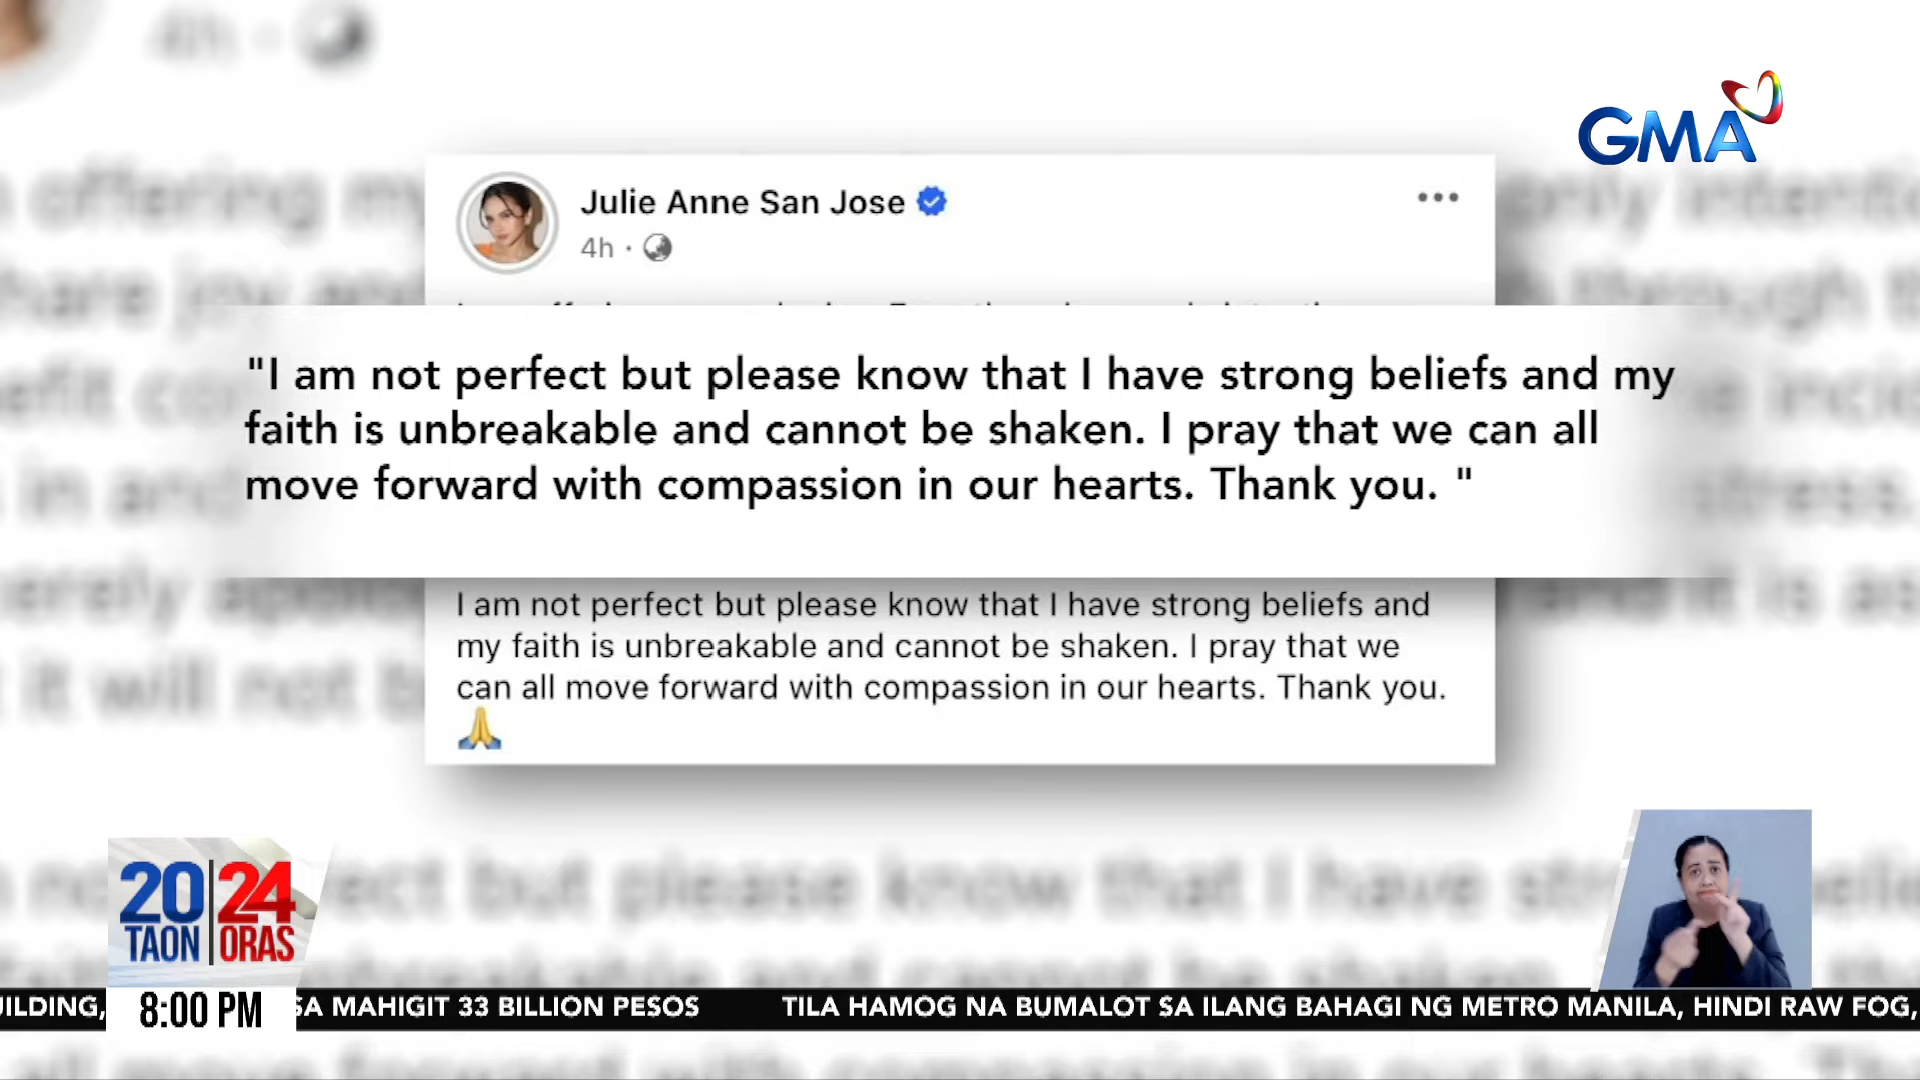 GMA
Julie Anne San Jose
4h ·
"I am not perfect but please know that I have strong beliefs and my
faith is unbreakable and cannot be shaken. I pray that we can all
move forward with compassion in our hearts. Thank you. "
I am not perfect but please know that I have strong beliefs and
my faith is unbreakable and cannot be shaken. I pray that we
can all move forward with compassion in our hearts. Thank you.
🙏
20 24
TAON ORAS
8:00 PM
SA MAHIGIT 33 BILLION PESOS TILA HAMOG NA BUMALOT SA ILANG BAHAGI NG METRO MANILA, HINDI RAW FOG,